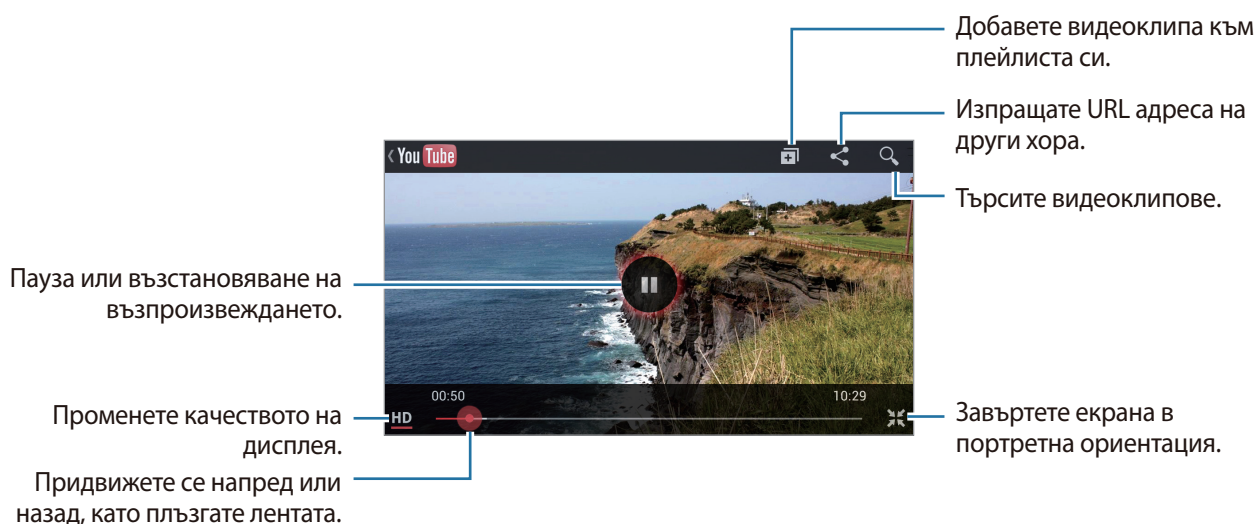 Добавете видеоклипа към
плейлиста си.
Изпращате URL адреса на
други хора.
You Tube
Търсите видеоклипове.
Пауза или възстановяване на
възпроизвеждането.
00:50
10:29
HD
Променете качеството на
дисплея.
Завъртете екрана в
портретна ориентация.
Придвижете се напред или
назад, като плъзгате лентата.